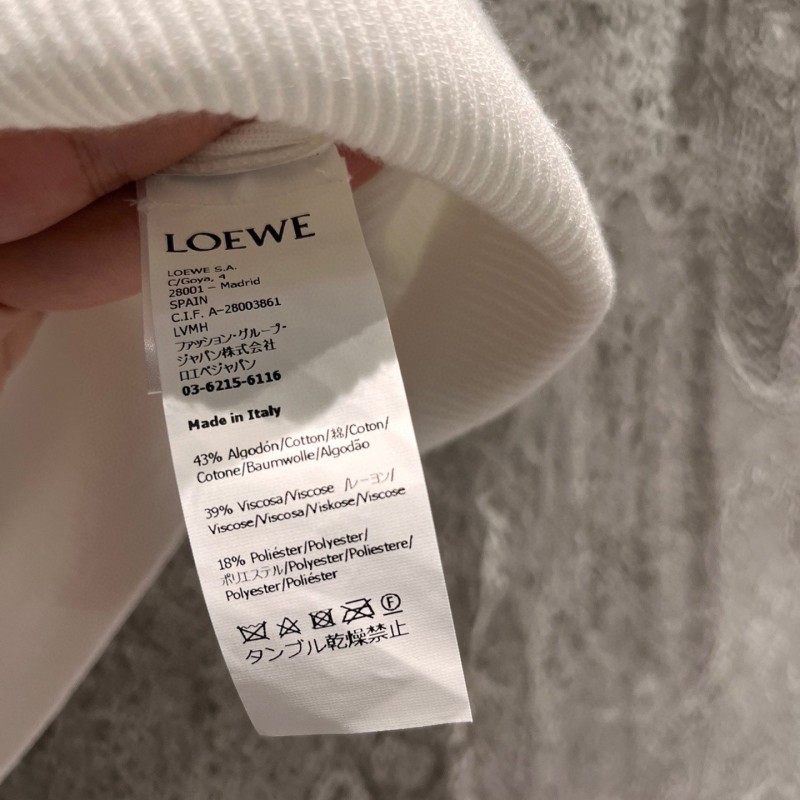 LOEWE
LOEWE S.A.
C/Goya, 4
28001 - Madrid
SPAIN
C.I.F. A-28003861
LVMH
ファッション・グループ・
ジャパン株式会社
ロエベジャパン
03-6215-6116
Made in Italy
43% Algodón/Cotton/綿/Coton/
Cotone/Baumwolle/Algodão
39% Viscosa/Viscose レーヨン/
Viscose/Viscosa/Viskose/Viscose
18% Poliéster/Polyester/
ポリエステル/Polyester/Poliestere/
Polyester/Poliéster
F
タンブル乾燥禁止